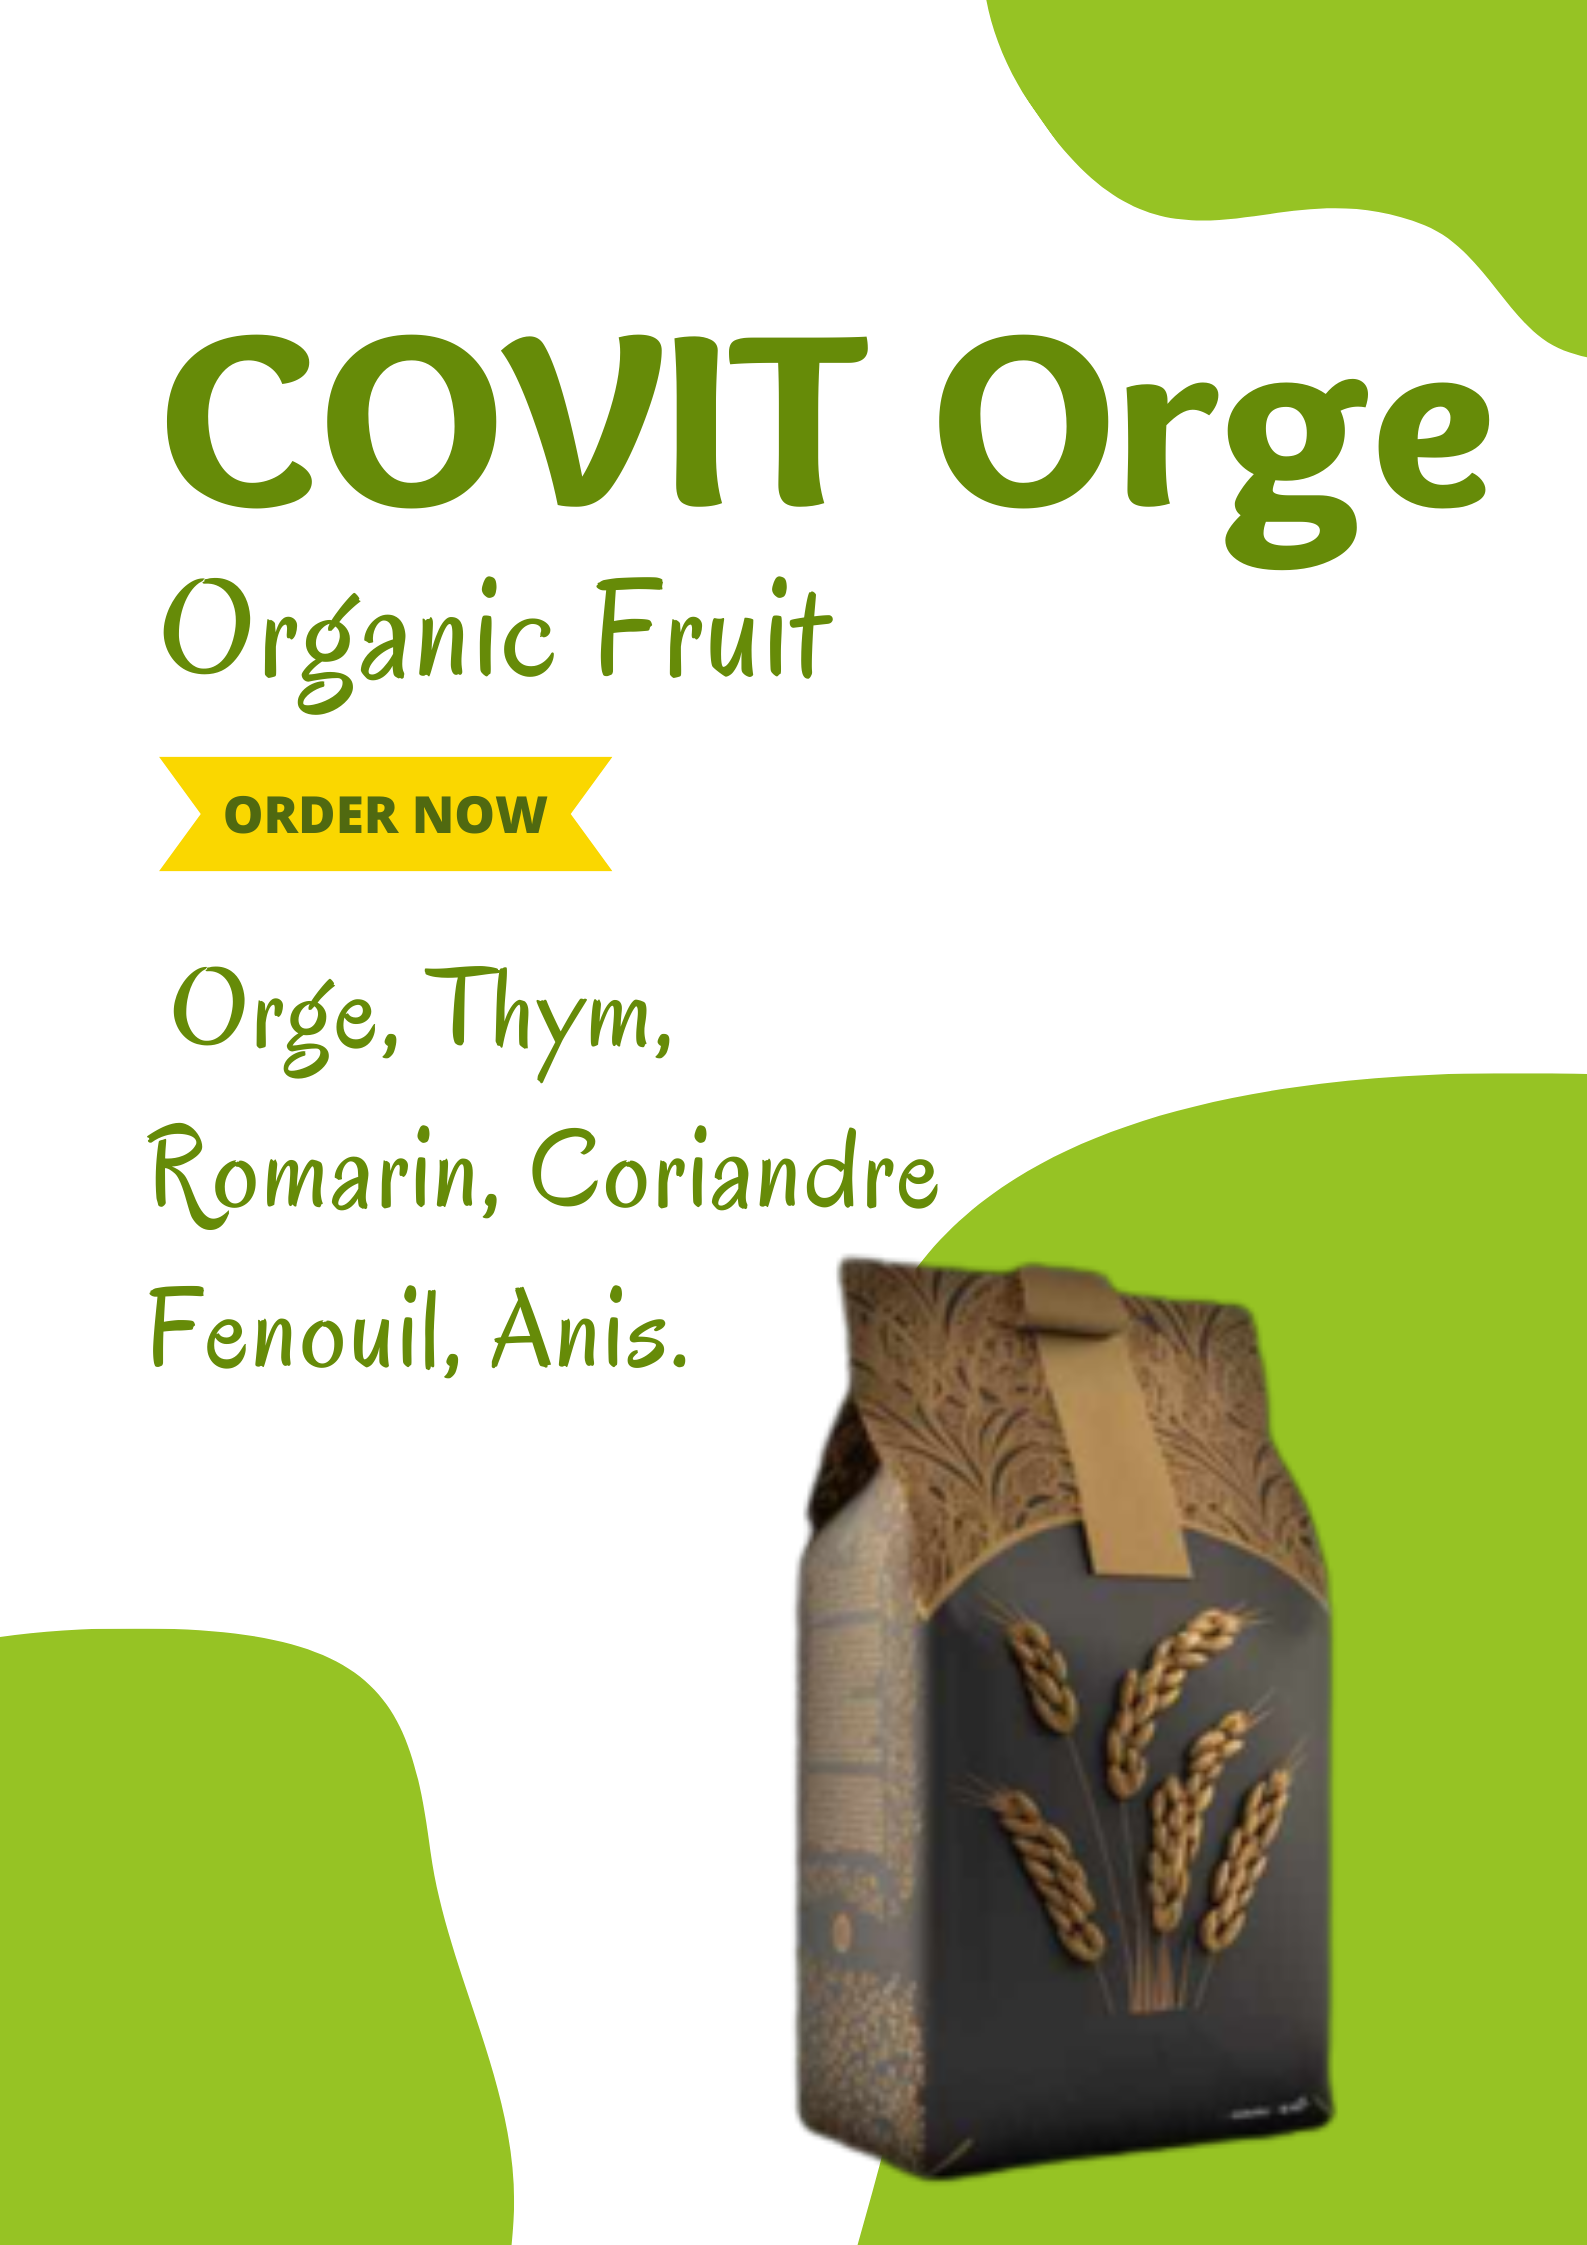 COVIT Orge
Organic Fruit
ORDER NOW
Orge, Thym,
Romarin, Coriandre
Fenouil, Anis.